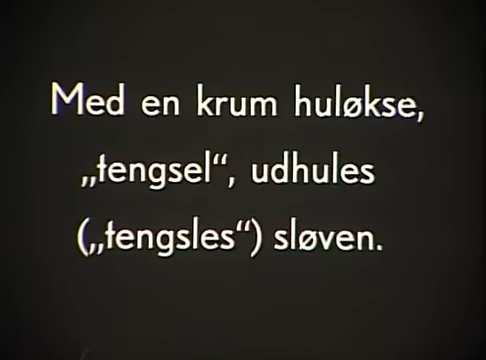 Med en krum huløkse,
„tengsel“, udhules
(„tengsles“) sløven.